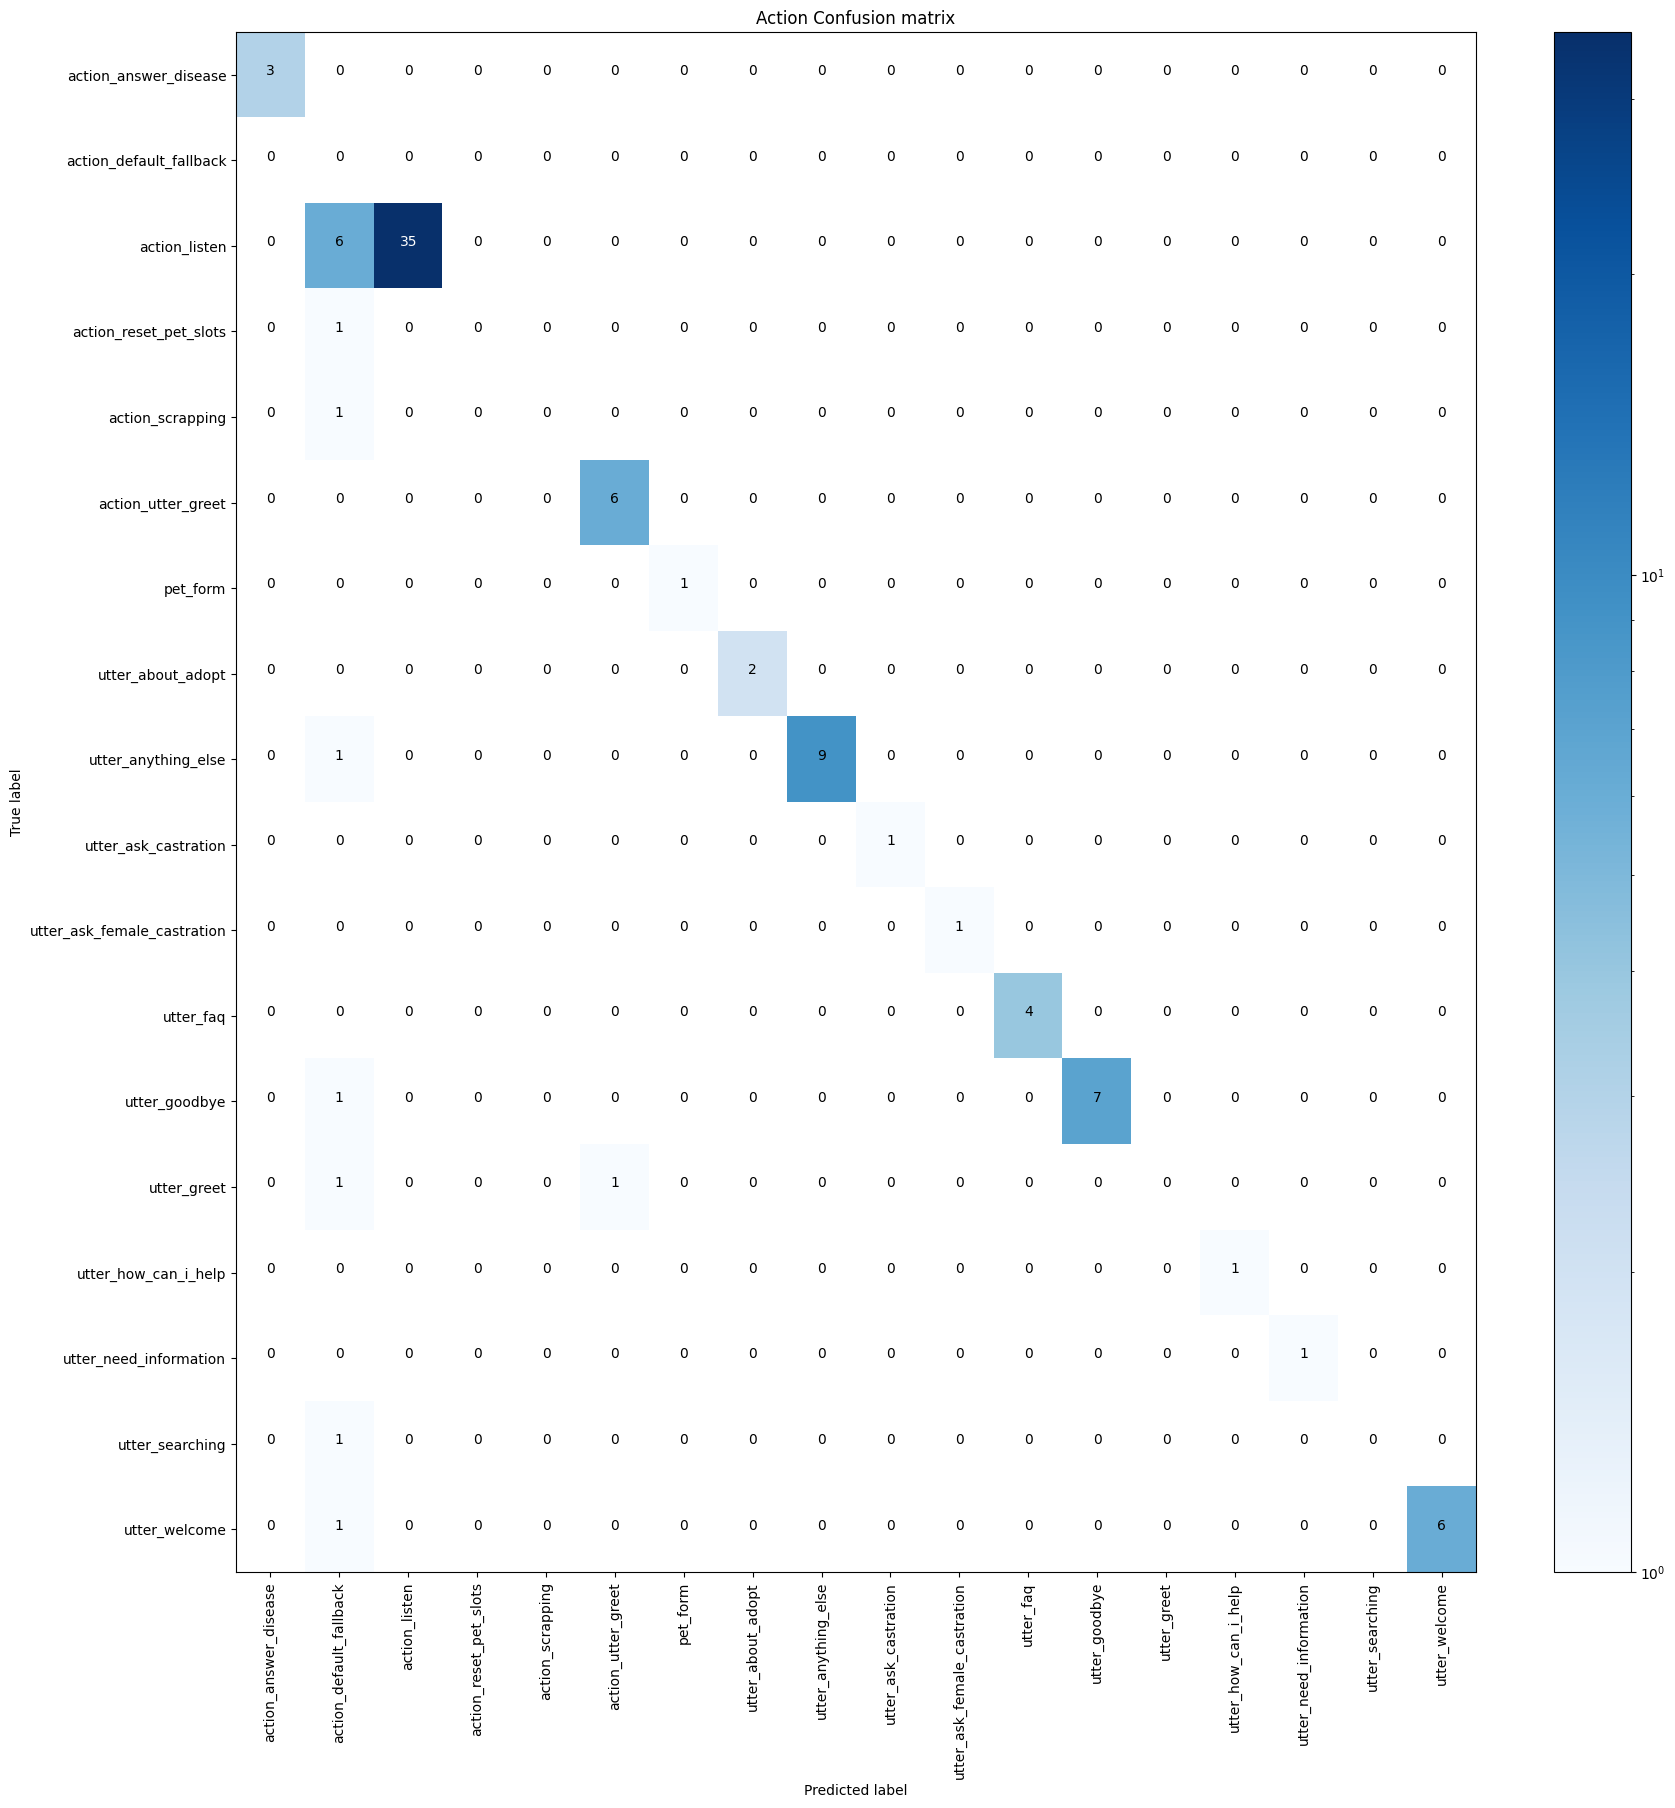 Action Confusion matrix
action_answer_disease 3 0 0 0 0 0 0 0 0 0 0 0 0 0 0 0 0 0
action_default_fallback 0 0 0 0 0 0 0 0 0 0 0 0 0 0 0 0 0 0
action_listen 0 6 35 0 0 0 0 0 0 0 0 0 0 0 0 0 0 0
action_reset_pet_slots 0 1 0 0 0 0 0 0 0 0 0 0 0 0 0 0 0 0
action_scrapping 0 1 0 0 0 0 0 0 0 0 0 0 0 0 0 0 0 0
action_utter_greet 0 0 0 0 0 6 0 0 0 0 0 0 0 0 0 0 0 0
pet_form 0 0 0 0 0 0 1 0 0 0 0 0 0 0 0 0 0 0
utter_about_adopt 0 0 0 0 0 0 0 2 0 0 0 0 0 0 0 0 0 0
utter_anything_else 0 1 0 0 0 0 0 0 9 0 0 0 0 0 0 0 0 0
utter_ask_castration 0 0 0 0 0 0 0 0 0 1 0 0 0 0 0 0 0 0
utter_ask_female_castration 0 0 0 0 0 0 0 0 0 0 1 0 0 0 0 0 0 0
utter_faq 0 0 0 0 0 0 0 0 0 0 0 4 0 0 0 0 0 0
utter_goodbye 0 1 0 0 0 0 0 0 0 0 0 0 7 0 0 0 0 0
utter_greet 0 1 0 0 0 1 0 0 0 0 0 0 0 0 0 0 0 0
utter_how_can_i_help 0 0 0 0 0 0 0 0 0 0 0 0 0 0 1 0 0 0
utter_need_information 0 0 0 0 0 0 0 0 0 0 0 0 0 0 0 1 0 0
utter_searching 0 1 0 0 0 0 0 0 0 0 0 0 0 0 0 0 0 0
utter_welcome 0 1 0 0 0 0 0 0 0 0 0 0 0 0 0 0 0 6
True label
action_answer_disease
action_default_fallback
action_listen
action_reset_pet_slots
action_scrapping
action_utter_greet
pet_form
utter_about_adopt
utter_anything_else
utter_ask_castration
utter_ask_female_castration
utter_faq
utter_goodbye
utter_greet
utter_how_can_i_help
utter_need_information
utter_searching
utter_welcome
Predicted label
10¹
10⁰